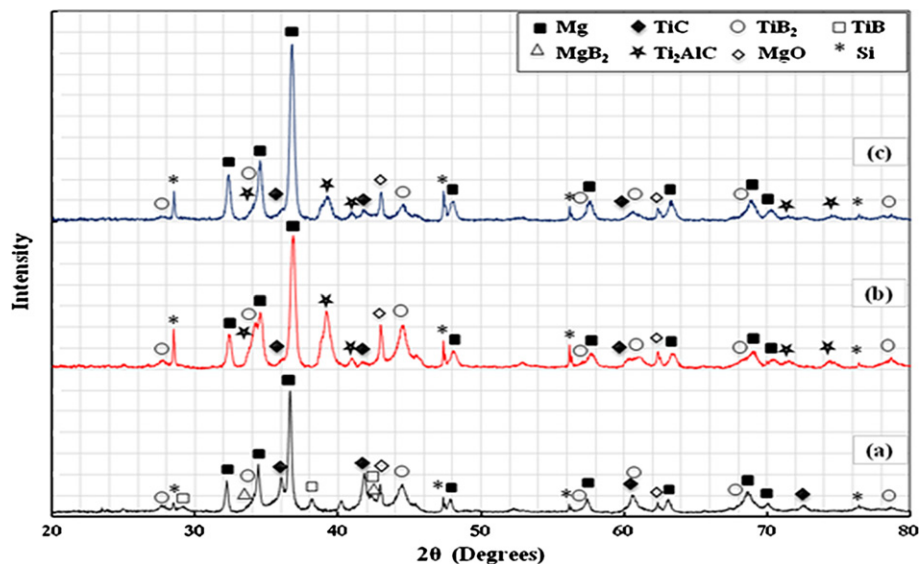 ■ Mg ◆ TiC ○ TiB₂ □ TiB
△ MgB₂ ☆ Ti₂AlC ◇ MgO * Si
(c)
(b)
(a)
Intensity
20 30 40 50 60 70 80
2θ (Degrees)